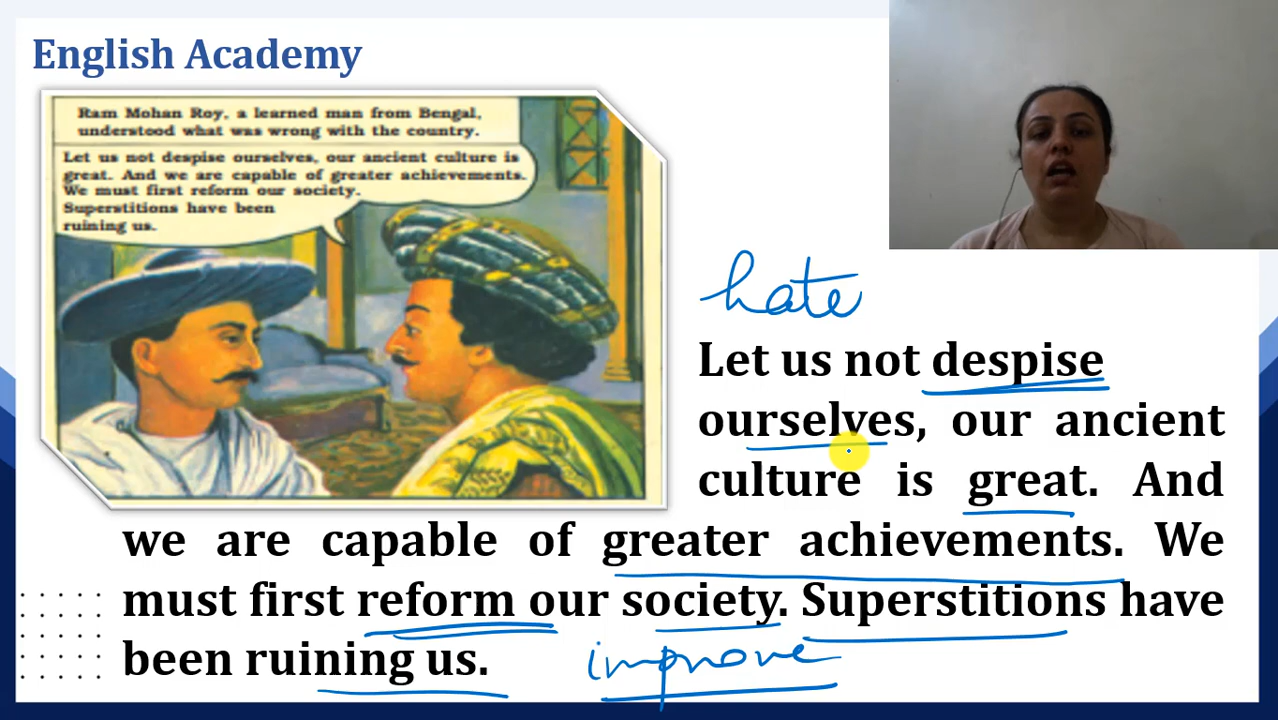 English Academy
Ram Mohan Roy, a learned man from Bengal,
understood what was wrong with the country.
Let us not despise ourselves, our ancient culture is
great. And we are capable of greater achievements.
We must first reform our society.
Superstitions have been
ruining us.
hate
Let us not despise
ourselves, our ancient
culture is great. And
we are capable of greater achievements. We
must first reform our society. Superstitions have
been ruining us.
improve